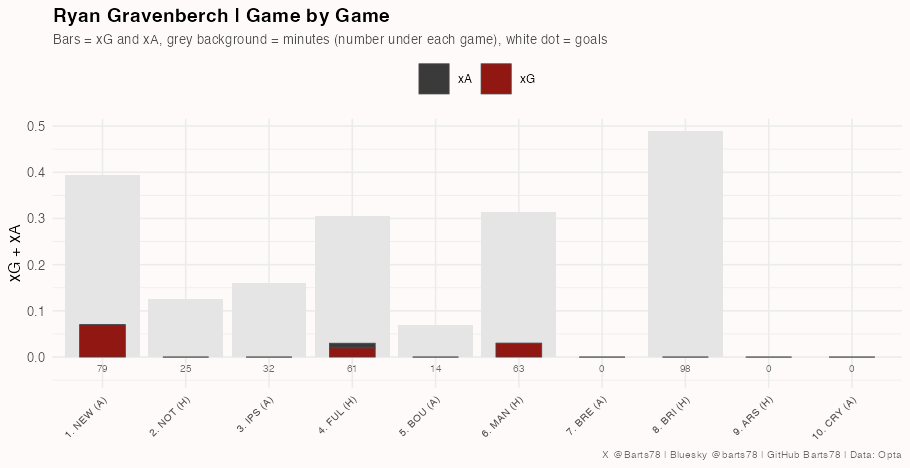 Ryan Gravenberch | Game by Game
Bars = xG and xA, grey background = minutes (number under each game), white dot = goals
xA xG
xG + xA
0.5
0.4
0.3
0.2
0.1
0.0
79 25 32 61 14 63 0 98 0 0
1. NEW (A)
2. NOT (H)
3. IPS (A)
4. FUL (H)
5. BOU (A)
6. MAN (H)
7. BRE (A)
8. BRI (H)
9. ARS (H)
10. CRY (A)
X @Barts78 | Bluesky @barts78 | GitHub Barts78 | Data: Opta